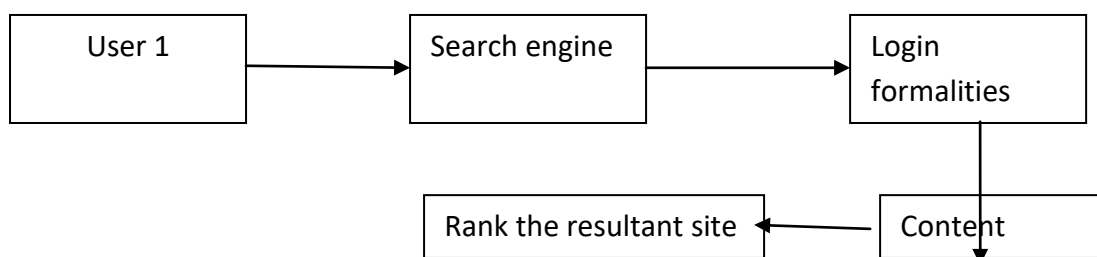 User 1
Search engine
Login
formalities
Rank the resultant site
Content